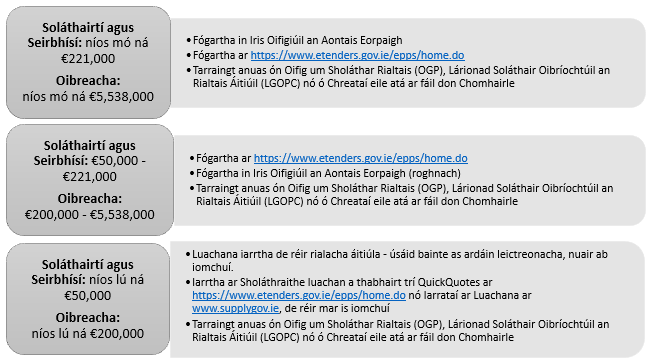 Soláthairtí agus
Seirbhísí: níos mó ná
€221,000
Oibreacha:
níos mó ná €5,538,000
• Fógartha in Iris Oifigiúil an Aontais Eorpaigh
• Fógartha ar https://www.etenders.gov.ie/epps/home.do
• Tarraingt anuas ón Oifig um Sholáthar Rialtais (OGP), Lárionad Soláthair Oibríochtúil an
Rialtais Áitiúil (LGOPC) nó ó Chreataí eile atá ar fáil don Chomhairle
Soláthairtí agus
Seirbhísí: €50,000 -
€221,000
Oibreacha:
€200,000 - €5,538,000
• Fógartha ar https://www.etenders.gov.ie/epps/home.do
• Fógartha in Iris Oifigiúil an Aontais Eorpaigh (roghnach)
• Tarraingt anuas ón Oifig um Sholáthar Rialtais (OGP), Lárionad Soláthair Oibríochtúil an
Rialtais Áitiúil (LGOPC) nó ó Chreataí eile atá ar fáil don Chomhairle
Soláthairtí agus
Seirbhísí: níos lú ná
€50,000
Oibreacha:
níos lú ná €200,000
• Luachana iarrtha de réir rialacha áitiúla - úsáid bainte as ardáin leictreonacha, nuair ab
iomchuí.
• Iarrtha ar Sholáthraithe luachan a thabhairt trí QuickQuotes ar
https://www.etenders.gov.ie/epps/home.do nó Iarrataí ar Luachana ar
www.supplygov.ie, de réir mar is iomchuí
• Tarraingt anuas ón Oifig um Sholáthar Rialtais (OGP), Lárionad Soláthair Oibríochtúil an
Rialtais Áitiúil (LGOPC) nó ó Chreataí eile atá ar fáil don Chomhairle